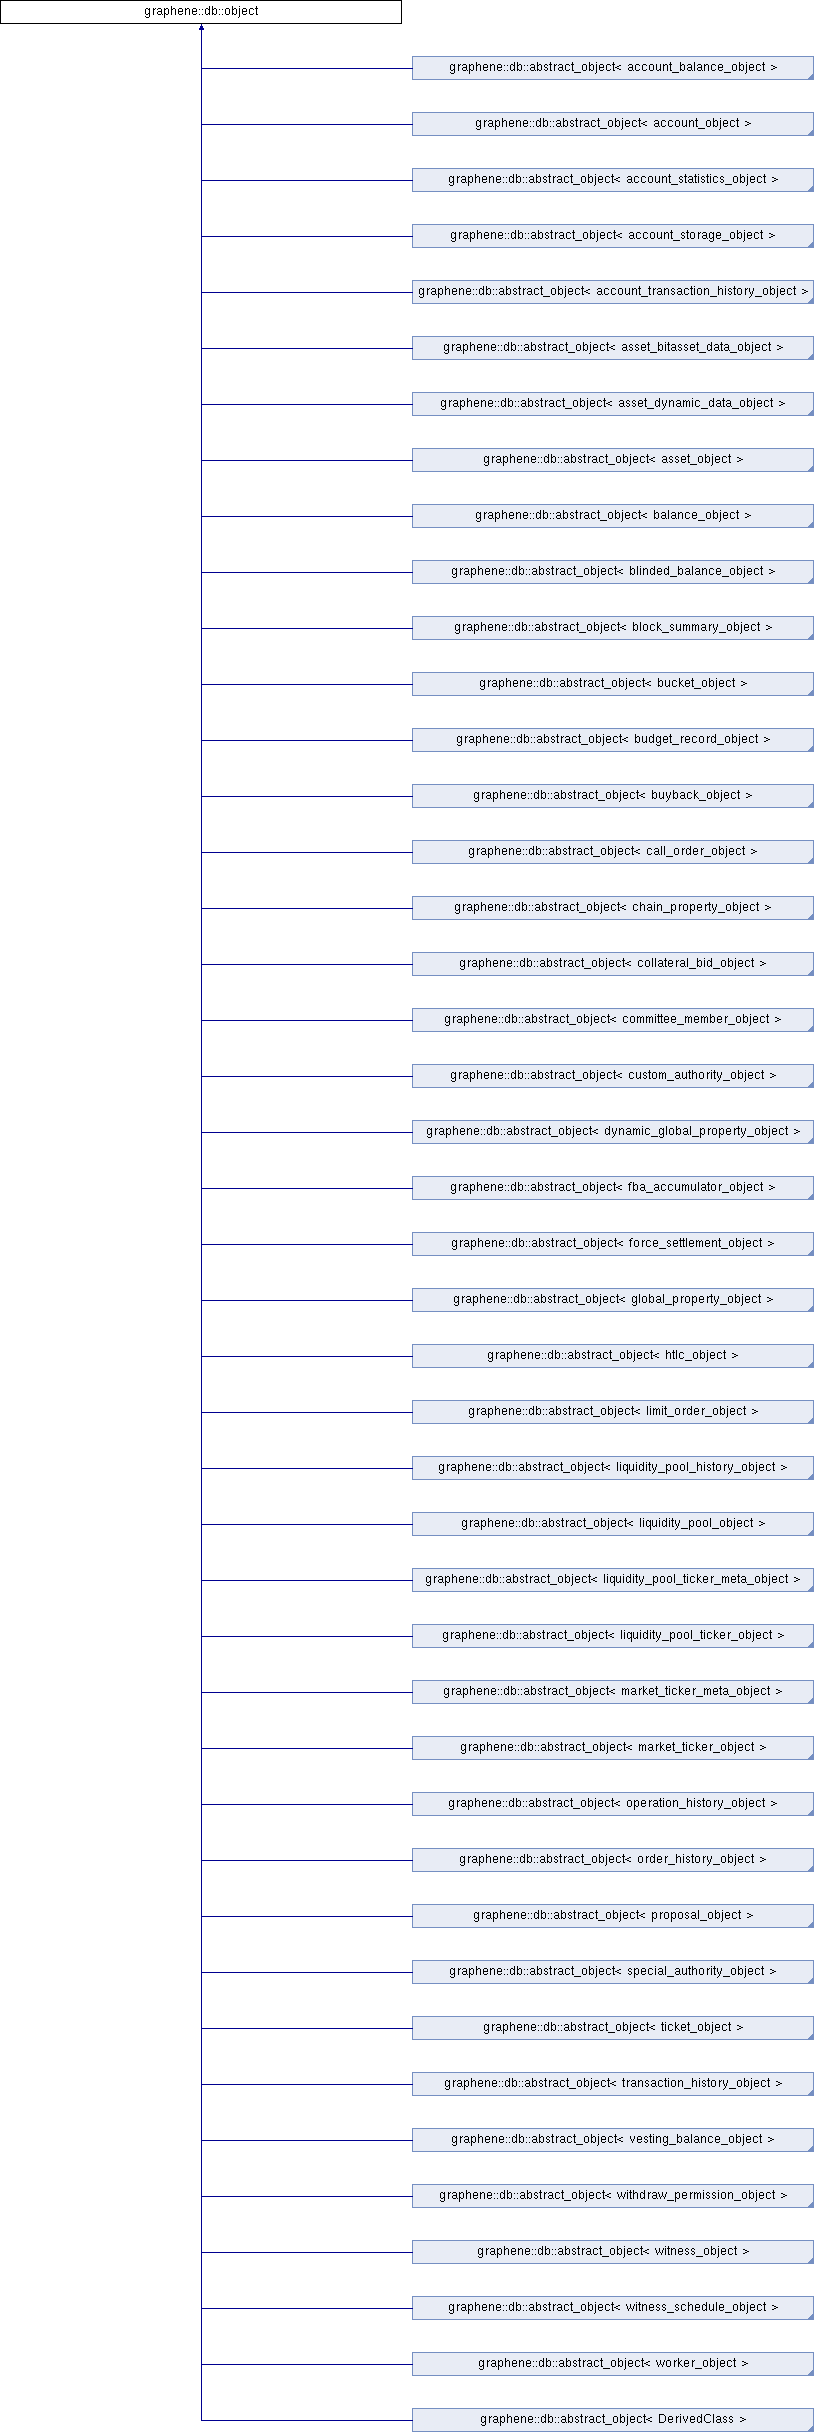 graphene::db::object
graphene::db::abstract_object< account_balance_object >
graphene::db::abstract_object< account_object >
graphene::db::abstract_object< account_statistics_object >
graphene::db::abstract_object< account_storage_object >
graphene::db::abstract_object< account_transaction_history_object >
graphene::db::abstract_object< asset_bitasset_data_object >
graphene::db::abstract_object< asset_dynamic_data_object >
graphene::db::abstract_object< asset_object >
graphene::db::abstract_object< balance_object >
graphene::db::abstract_object< blinded_balance_object >
graphene::db::abstract_object< block_summary_object >
graphene::db::abstract_object< bucket_object >
graphene::db::abstract_object< budget_record_object >
graphene::db::abstract_object< buyback_object >
graphene::db::abstract_object< call_order_object >
graphene::db::abstract_object< chain_property_object >
graphene::db::abstract_object< collateral_bid_object >
graphene::db::abstract_object< committee_member_object >
graphene::db::abstract_object< custom_authority_object >
graphene::db::abstract_object< dynamic_global_property_object >
graphene::db::abstract_object< fba_accumulator_object >
graphene::db::abstract_object< force_settlement_object >
graphene::db::abstract_object< global_property_object >
graphene::db::abstract_object< htlc_object >
graphene::db::abstract_object< limit_order_object >
graphene::db::abstract_object< liquidity_pool_history_object >
graphene::db::abstract_object< liquidity_pool_object >
graphene::db::abstract_object< liquidity_pool_ticker_meta_object >
graphene::db::abstract_object< liquidity_pool_ticker_object >
graphene::db::abstract_object< market_ticker_meta_object >
graphene::db::abstract_object< market_ticker_object >
graphene::db::abstract_object< operation_history_object >
graphene::db::abstract_object< order_history_object >
graphene::db::abstract_object< proposal_object >
graphene::db::abstract_object< special_authority_object >
graphene::db::abstract_object< ticket_object >
graphene::db::abstract_object< transaction_history_object >
graphene::db::abstract_object< vesting_balance_object >
graphene::db::abstract_object< withdraw_permission_object >
graphene::db::abstract_object< witness_object >
graphene::db::abstract_object< witness_schedule_object >
graphene::db::abstract_object< worker_object >
graphene::db::abstract_object< DerivedClass >